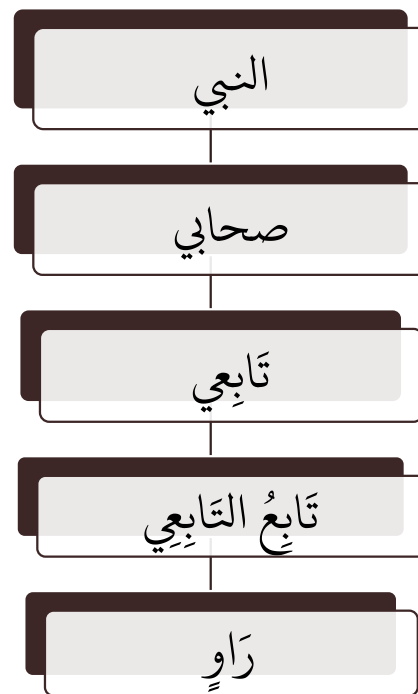 النبي
صحابي
تَابِعي
تَابِعُ التَابِعِي
رَاوٍ